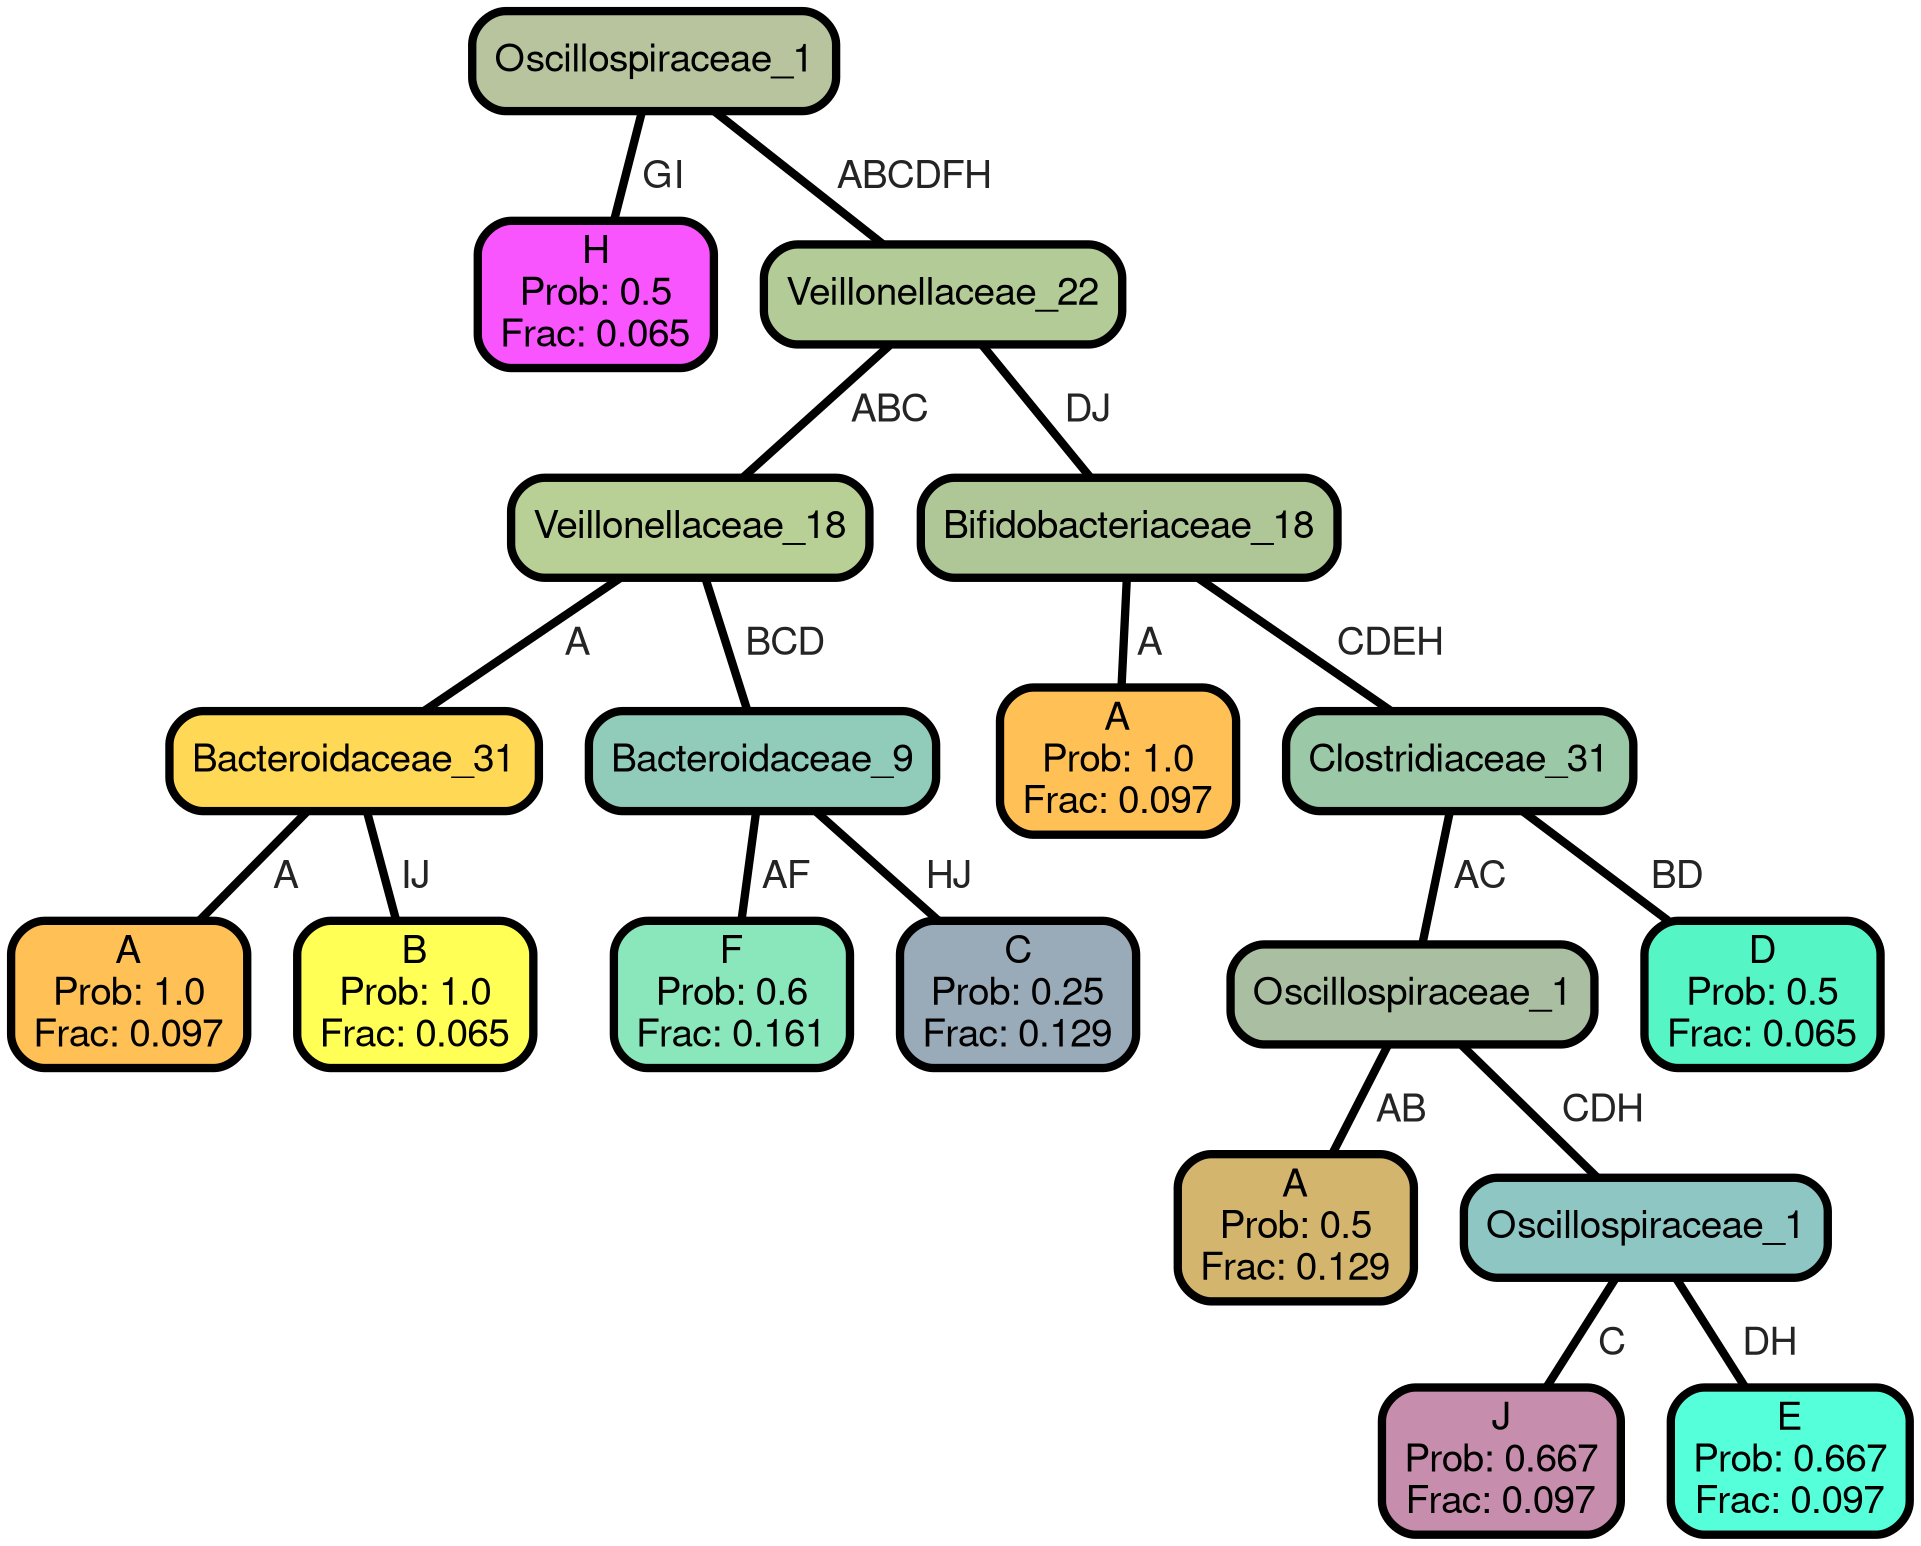 Oscillospiraceae_1
GI
ABCDFH
H
Prob: 0.5
Frac: 0.065
Veillonellaceae_22
ABC
DJ
Veillonellaceae_18
Bifidobacteriaceae_18
A
BCD
A
CDEH
Bacteroidaceae_31
Bacteroidaceae_9
A
Prob: 1.0
Frac: 0.097
Clostridiaceae_31
A
IJ
AF
HJ
AC
BD
A
Prob: 1.0
Frac: 0.097
B
Prob: 1.0
Frac: 0.065
F
Prob: 0.6
Frac: 0.161
C
Prob: 0.25
Frac: 0.129
Oscillospiraceae_1
D
Prob: 0.5
Frac: 0.065
AB
CDH
A
Prob: 0.5
Frac: 0.129
Oscillospiraceae_1
C
DH
J
Prob: 0.667
Frac: 0.097
E
Prob: 0.667
Frac: 0.097